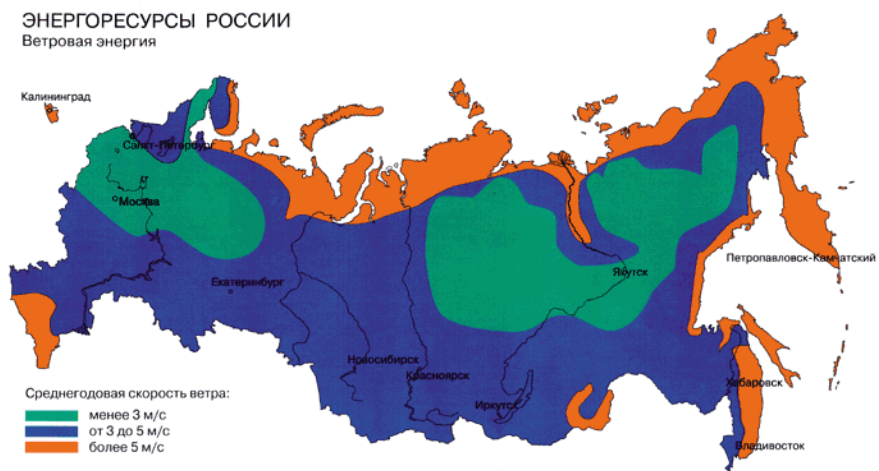 ЭНЕРГОРЕСУРСЫ РОССИИ
Ветровая энергия
Калининград
Санкт-Петербург
Москва
Екатеринбург
Якутск
Петропавловск-Камчатский
Новосибирск
Красноярск
Иркутск
Хабаровск
Владивосток
Среднегодовая скорость ветра:
менее 3 м/с
от 3 до 5 м/с
более 5 м/с